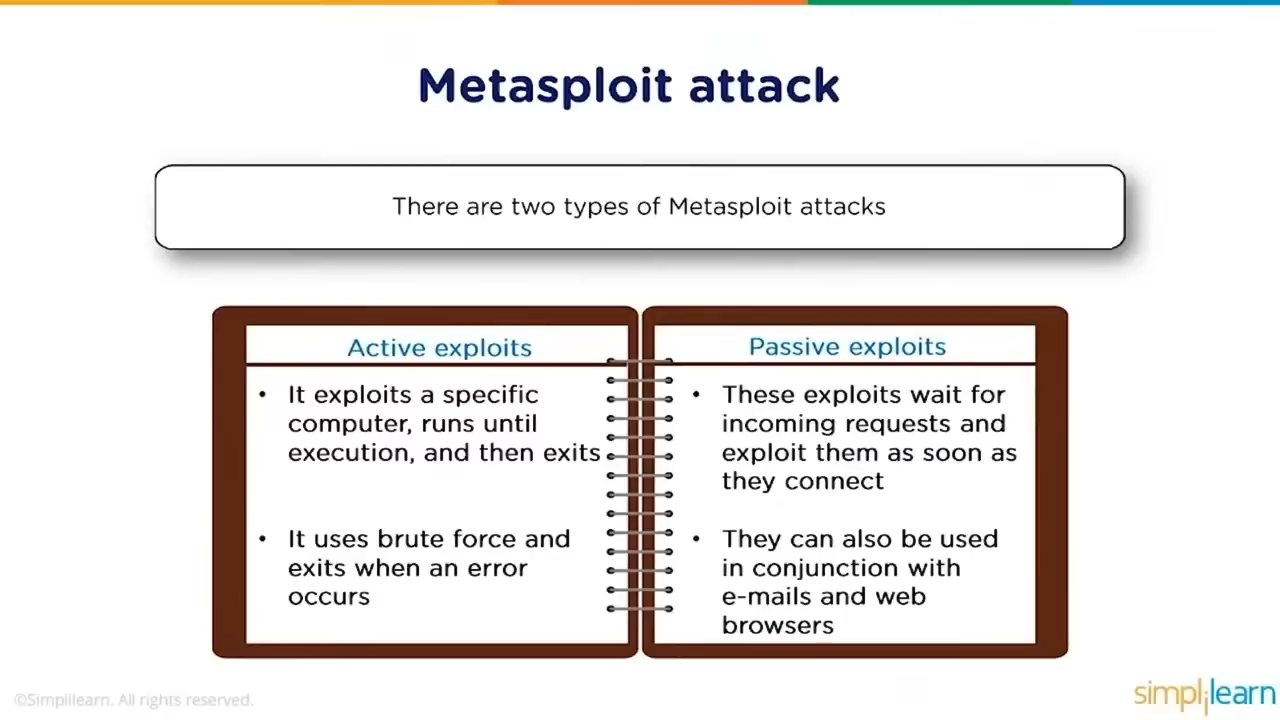 Metasploit attack
There are two types of Metasploit attacks
Active exploits
• It exploits a specific
computer, runs until
execution, and then exits
• It uses brute force and
exits when an error
occurs
Passive exploits
• These exploits wait for
incoming requests and
exploit them as soon as
they connect
• They can also be used
in conjunction with
e-mails and web
browsers
©Simplilearn. All rights reserved.
simplilearn